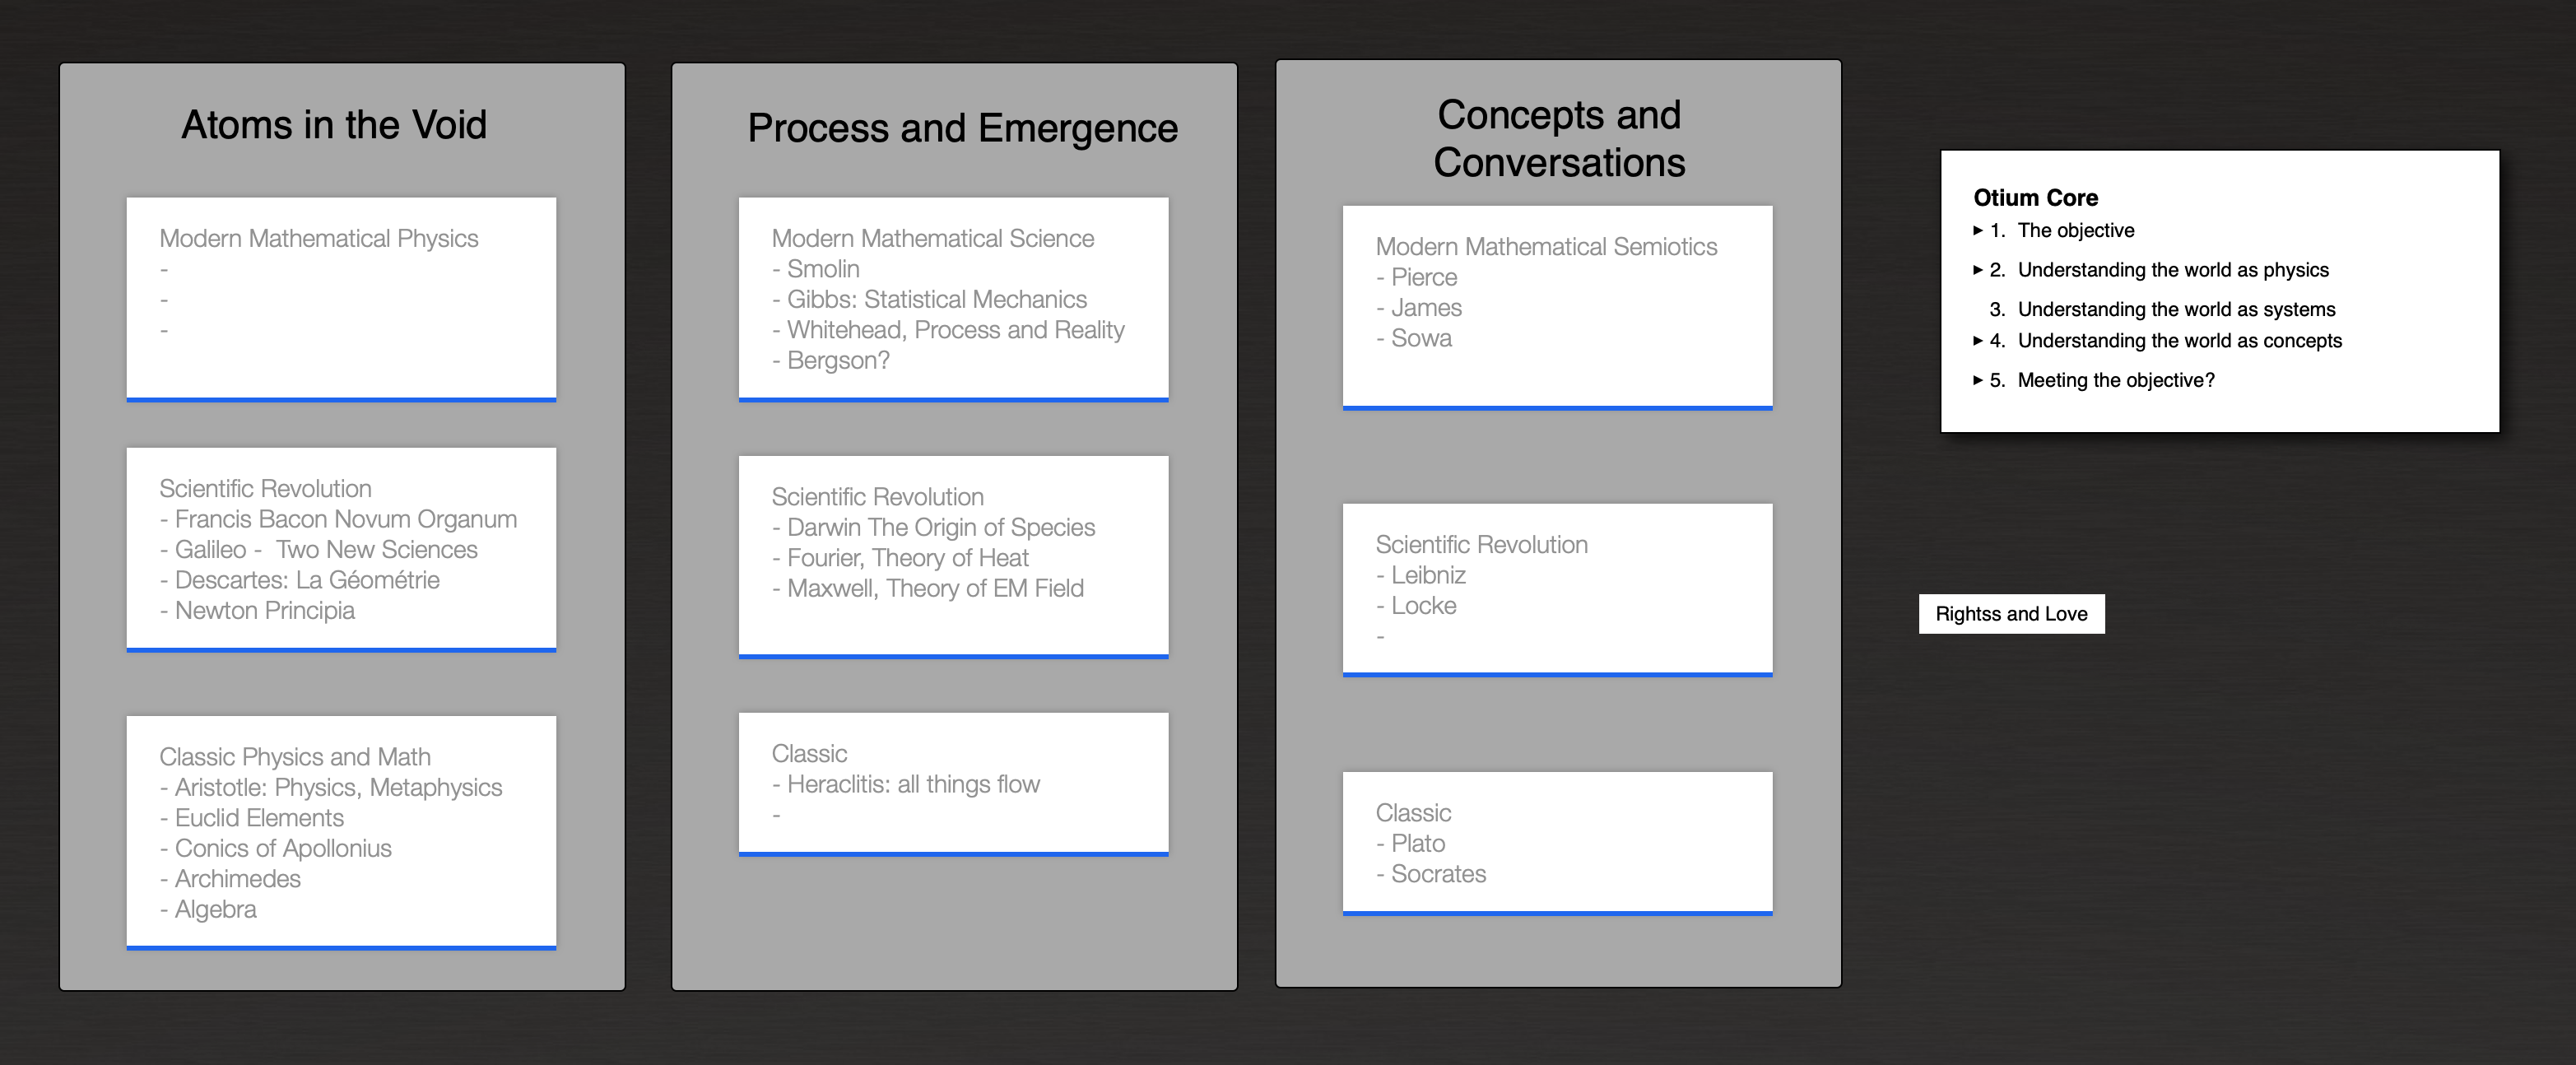 Atoms in the Void
Modern Mathematical Physics
-
-
-
Scientific Revolution
- Francis Bacon Novum Organum
- Galileo -  Two New Sciences
- Descartes: La Géométrie
- Newton Principia
Classic Physics and Math
- Aristotle: Physics, Metaphysics
- Euclid Elements
- Conics of Apollonius
- Archimedes
- Algebra
Process and Emergence
Modern Mathematical Science
- Smolin
- Gibbs: Statistical Mechanics
- Whitehead, Process and Reality
- Bergson?
Scientific Revolution
- Darwin The Origin of Species
- Fourier, Theory of Heat
- Maxwell, Theory of EM Field
Classic
- Heraclitis: all things flow
-
Concepts and
Conversations
Modern Mathematical Semiotics
- Pierce
- James
- Sowa
Scientific Revolution
- Leibniz
- Locke
-
Classic
- Plato
- Socrates
Otium Core
▸ 1. The objective
▸ 2. Understanding the world as physics
3. Understanding the world as systems
▸ 4. Understanding the world as concepts
▸ 5. Meeting the objective?
Rightss and Love